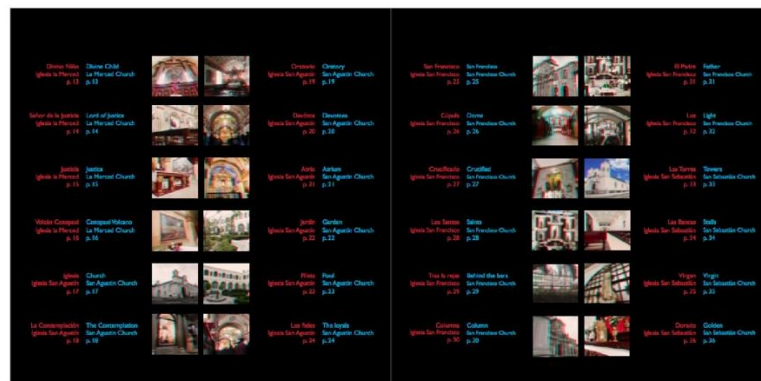 Divino Niño
Iglesia la Merced
p. 13
Divine Child
La Merced Church
p. 13
Oratorio
Iglesia San Agustín
p. 19
Oratory
San Agustín Church
p. 19
Señor de la Justicia
Iglesia la Merced
p. 14
Lord of Justice
La Merced Church
p. 14
Iglesia San Agustín
p. 20
Devotees
San Agustín Church
p. 20
Justicia
Iglesia la Merced
p. 15
Justice
La Merced Church
p. 15
Atrio
Iglesia San Agustín
p. 21
Atrium
San Agustín Church
p. 21
Volcán Cotopaxi
Iglesia la Merced
p. 16
Cotopaxi Volcano
La Merced Church
p. 16
Jardín
Iglesia San Agustín
p. 22
Garden
San Agustín Church
p. 22
Iglesia
Iglesia San Agustín
p. 17
Church
San Agustín Church
p. 17
Pileta
Iglesia San Agustín
p. 23
Pool
San Agustín Church
p. 23
La Contemplación
Iglesia San Agustín
p. 18
The Contemplation
San Agustín Church
p. 18
Los Fieles
Iglesia San Agustín
p. 24
The loyals
San Agustín Church
p. 24
San Francisco
Iglesia San Francisco
p. 25
San Francisco
San Francisco Church
p. 25
El Padre
Iglesia San Francisco
p. 31
Father
San Francisco Church
p. 31
Cúpula
Iglesia San Francisco
p. 26
Dome
San Francisco Church
p. 26
Luz
Iglesia San Francisco
p. 32
Light
San Francisco Church
p. 32
Crucificado
Iglesia San Francisco
p. 27
Crucified
San Francisco Church
p. 27
Las Torres
Iglesia San Sebastián
p. 33
Towers
San Sebastián Church
p. 33
Los Santos
Iglesia San Francisco
p. 28
Saints
San Francisco Church
p. 28
Las Bancas
Iglesia San Sebastián
p. 34
San Sebastián Church
p. 34
Tras la rejas
Iglesia San Francisco
p. 29
Behind the bars
San Francisco Church
p. 29
Virgen
Iglesia San Sebastián
p. 35
Virgin
San Sebastián Church
p. 35
Columna
Iglesia San Francisco
p. 30
Column
San Francisco Church
p. 30
Dorado
Iglesia San Sebastián
p. 36
Golden
San Sebastián Church
p. 36